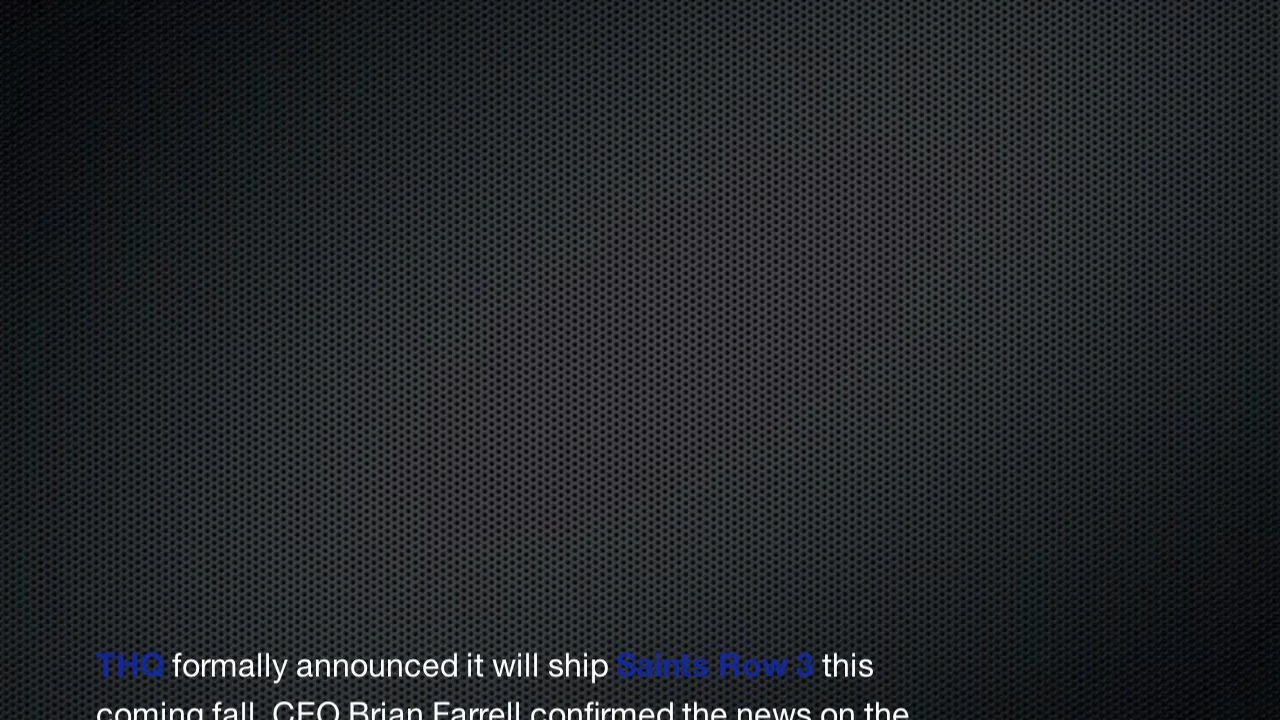 THQ formally announced it will ship Saints Row 3 this
coming fall. CEO Brian Farrell confirmed the news on the